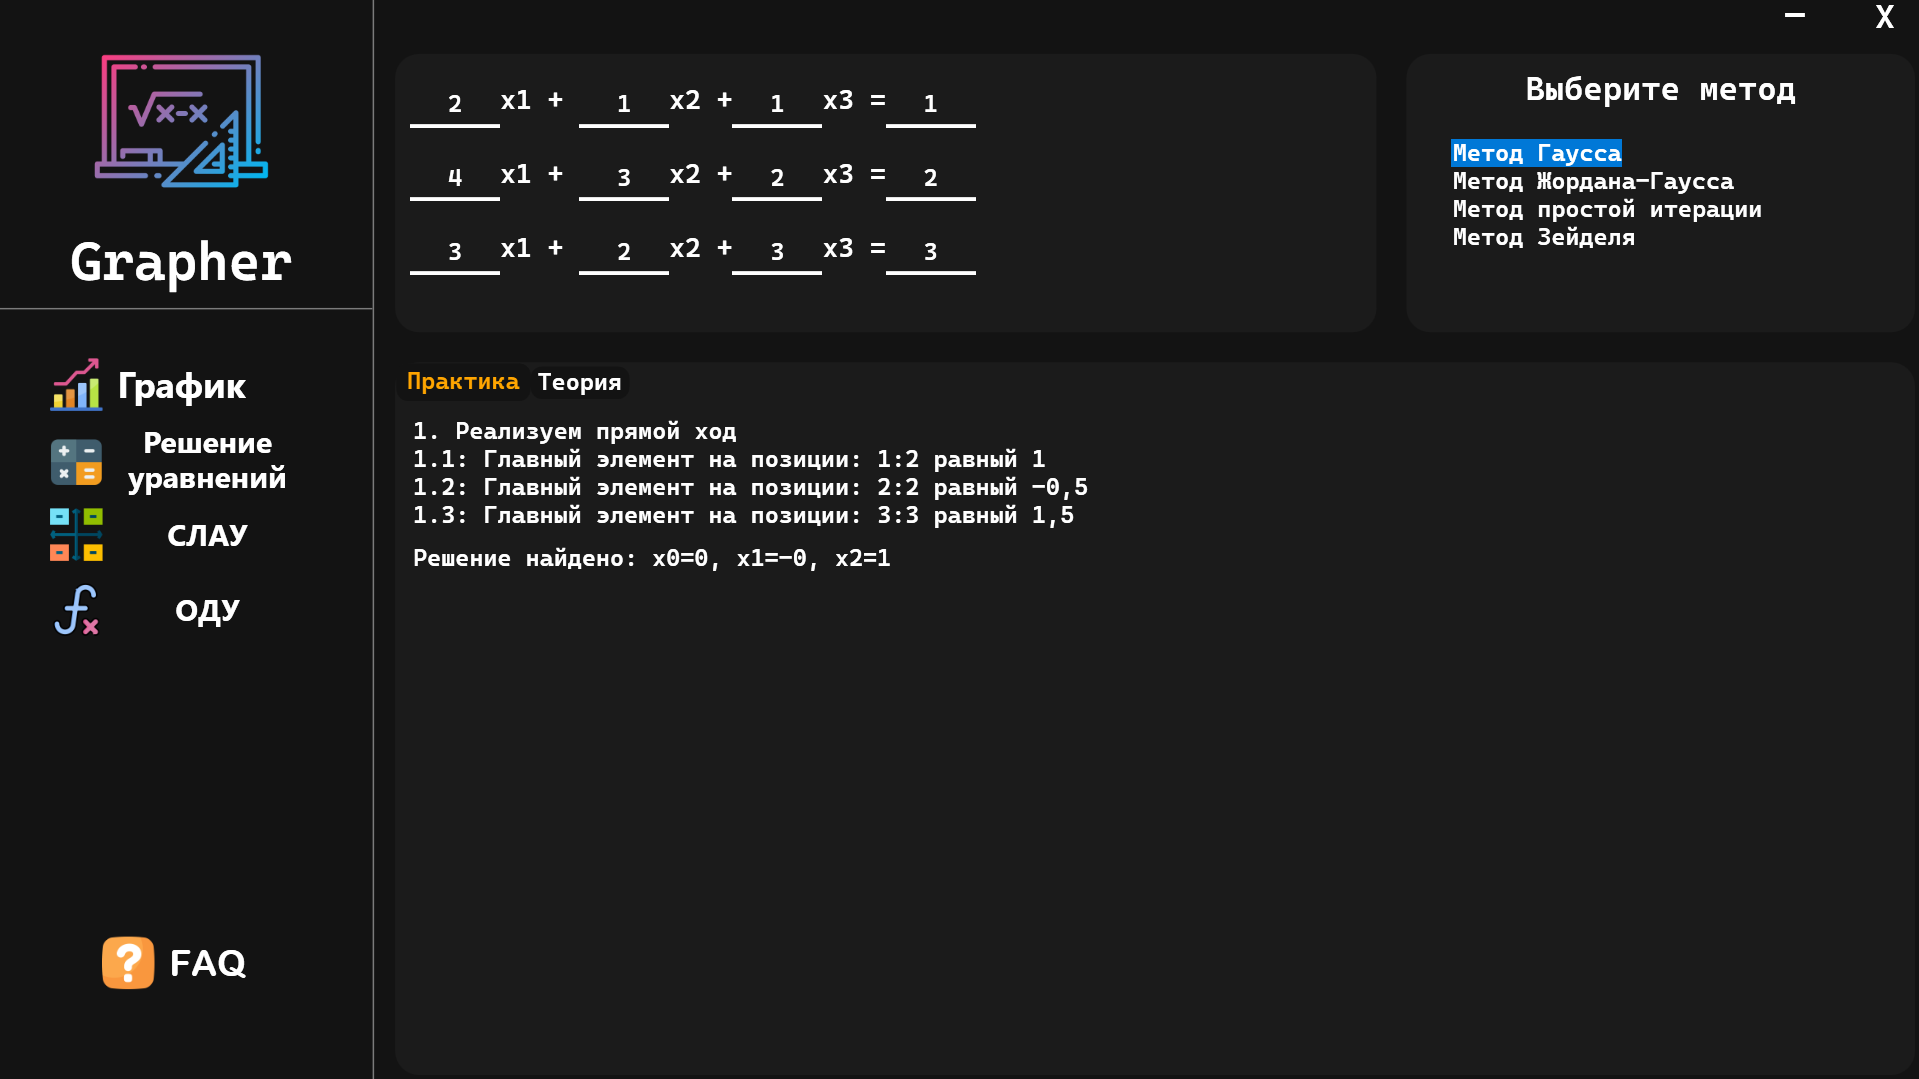 — X
√x-x
Grapher
График
Решение
уравнений
СЛАУ
ОДУ
FAQ
2 x1 + 1 x2 + 1 x3 = 1
4 x1 + 3 x2 + 2 x3 = 2
3 x1 + 2 x2 + 3 x3 = 3
Выберите метод
Метод Гаусса
Метод Жордана-Гаусса
Метод простой итерации
Метод Зейделя
Практика Теория
1. Реализуем прямой ход
1.1: Главный элемент на позиции: 1:2 равный 1
1.2: Главный элемент на позиции: 2:2 равный -0,5
1.3: Главный элемент на позиции: 3:3 равный 1,5
Решение найдено: x0=0, x1=-0, x2=1